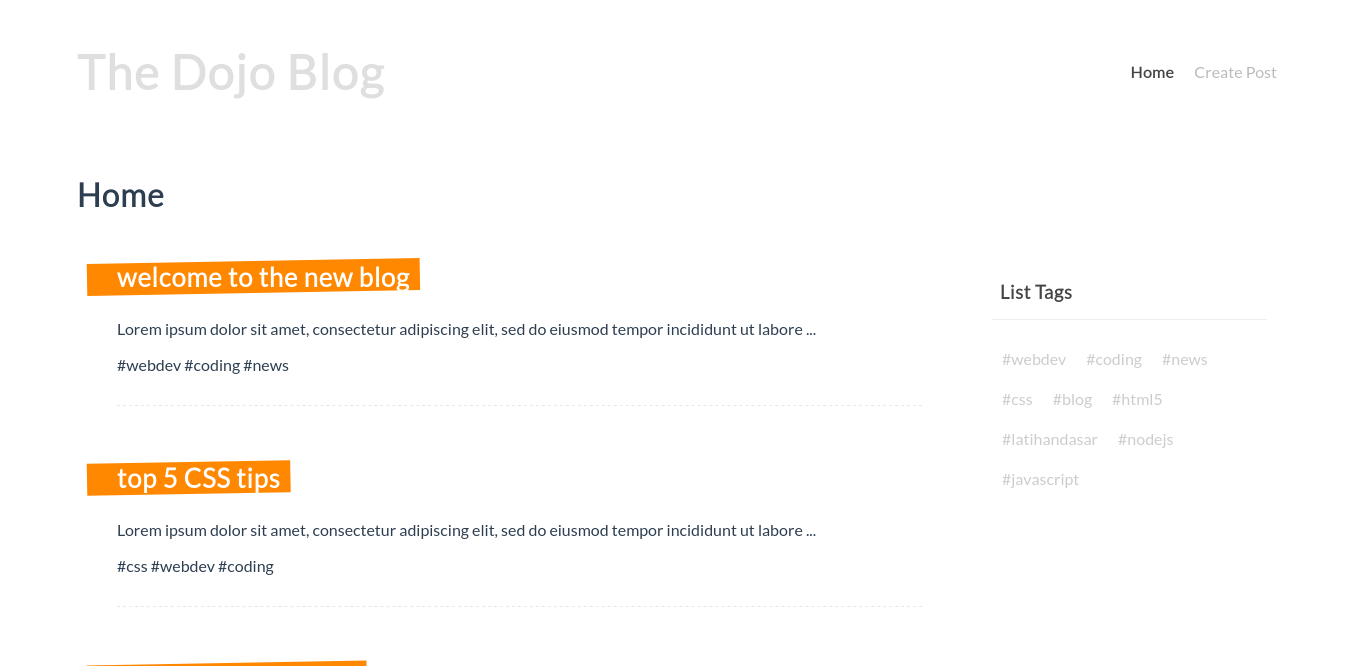 The Dojo Blog
Home Create Post
Home
welcome to the new blog
Lorem ipsum dolor sit amet, consectetur adipiscing elit, sed do eiusmod tempor incididunt ut labore ...
#webdev #coding #news
top 5 CSS tips
Lorem ipsum dolor sit amet, consectetur adipiscing elit, sed do eiusmod tempor incididunt ut labore ...
#css #webdev #coding
List Tags
#webdev #coding #news
#css #blog #html5
#latihandasar #nodejs
#javascript